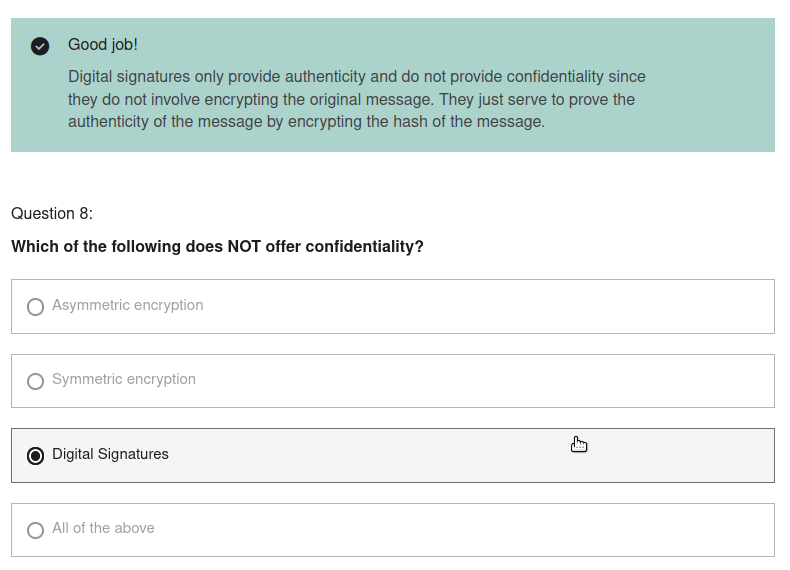 Good job!
Digital signatures only provide authenticity and do not provide confidentiality since
they do not involve encrypting the original message. They just serve to prove the
authenticity of the message by encrypting the hash of the message.
Question 8:
Which of the following does NOT offer confidentiality?
Asymmetric encryption
Symmetric encryption
Digital Signatures
All of the above